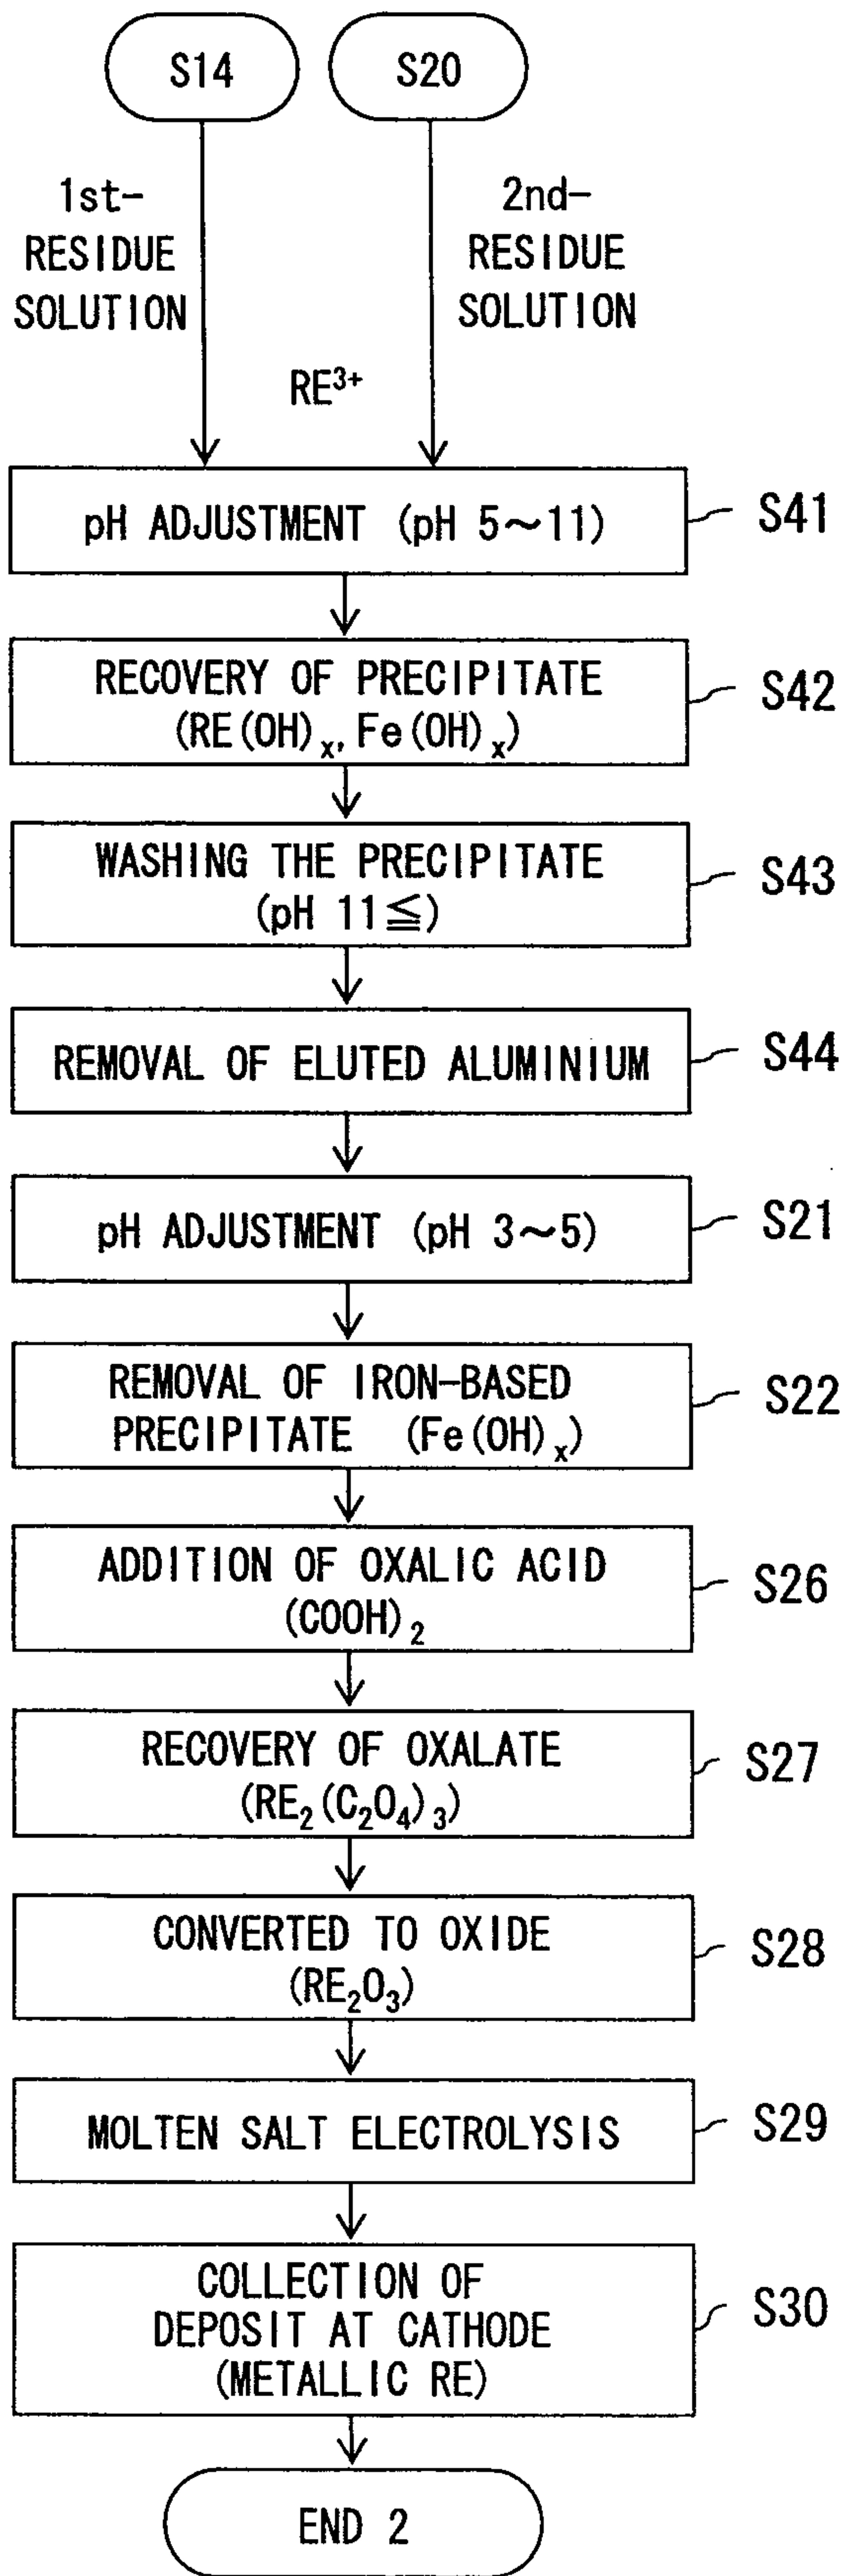 S14
S20
1st-
RESIDUE
SOLUTION
2nd-
RESIDUE
SOLUTION
RE³⁺
pH ADJUSTMENT (pH 5~11)
S41
RECOVERY OF PRECIPITATE
(RE(OH)ₓ, Fe(OH)ₓ)
S42
WASHING THE PRECIPITATE
(pH 11≦)
S43
REMOVAL OF ELUTED ALUMINIUM
S44
pH ADJUSTMENT (pH 3~5)
S21
REMOVAL OF IRON-BASED
PRECIPITATE (Fe(OH)ₓ)
S22
ADDITION OF OXALIC ACID
(COOH)₂
S26
RECOVERY OF OXALATE
(RE₂(C₂O₄)₃)
S27
CONVERTED TO OXIDE
(RE₂O₃)
S28
MOLTEN SALT ELECTROLYSIS
S29
COLLECTION OF
DEPOSIT AT CATHODE
(METALLIC RE)
S30
END 2